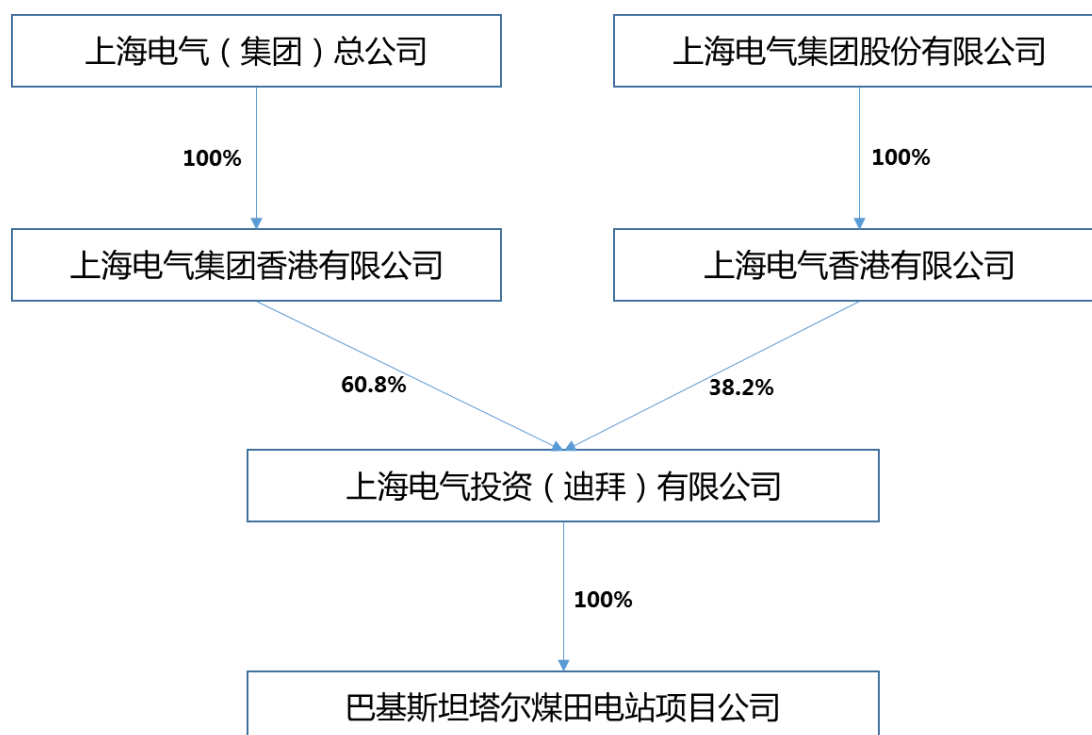 上海电气（集团）总公司
上海电气集团股份有限公司
100%
100%
上海电气集团香港有限公司
上海电气香港有限公司
60.8%
38.2%
上海电气投资（迪拜）有限公司
100%
巴基斯坦塔尔煤田电站项目公司